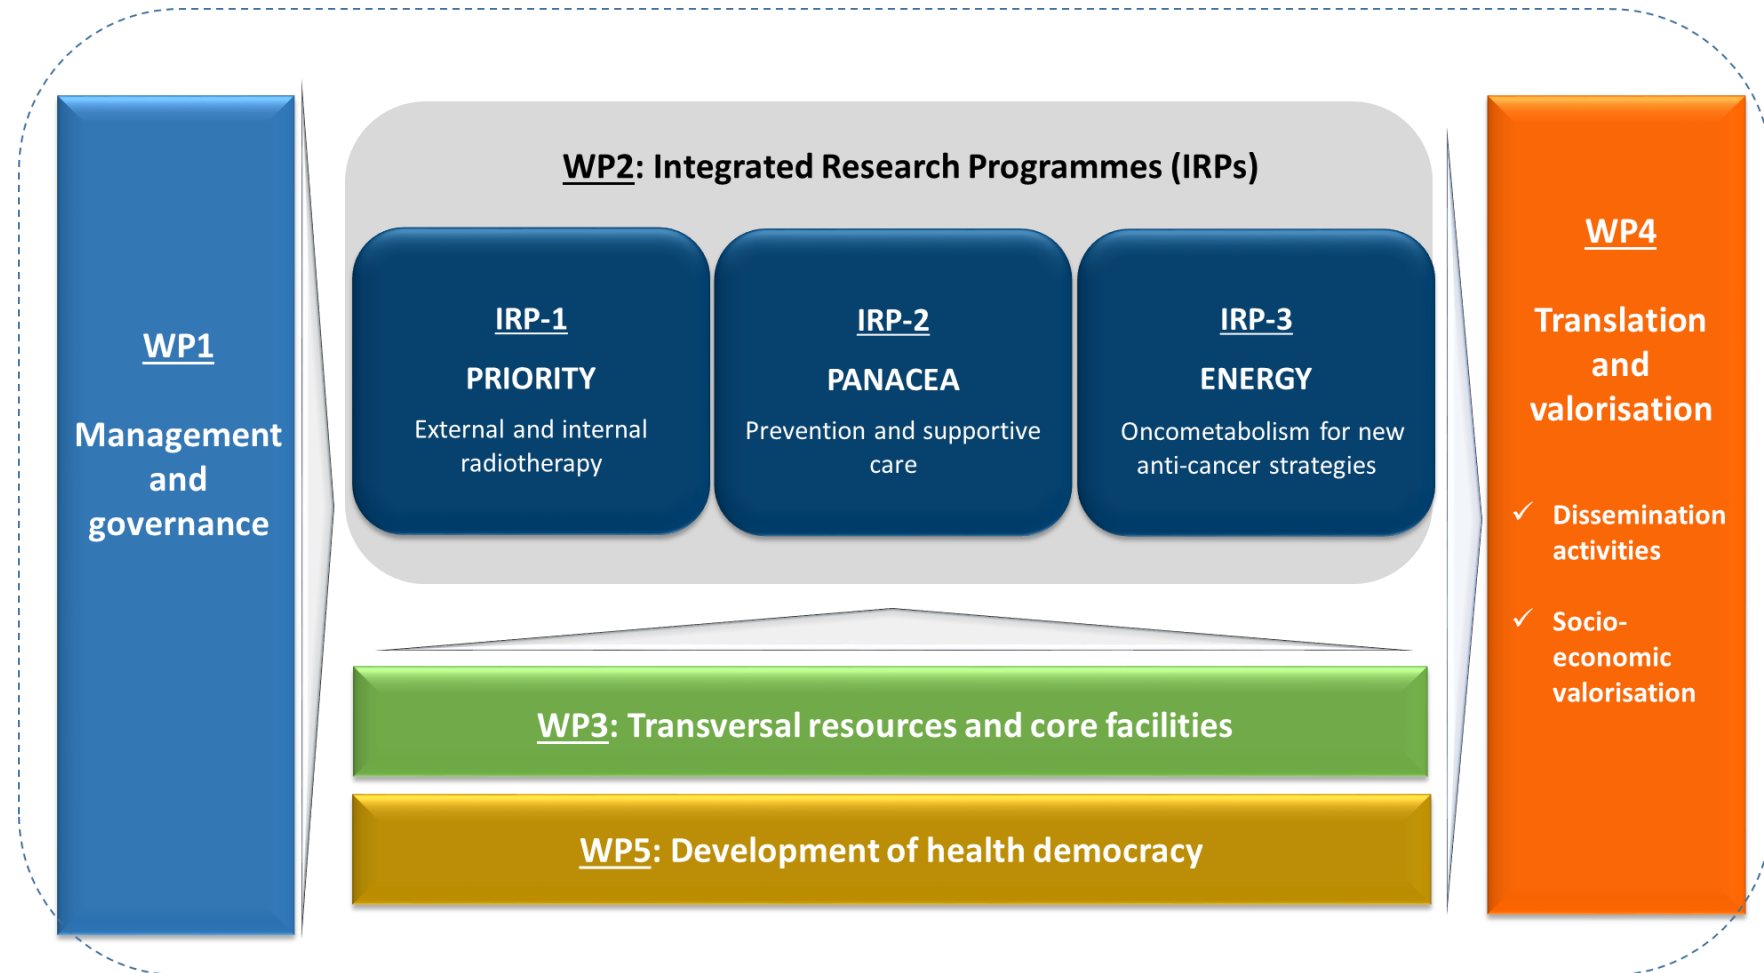 WP1
Management
and
governance
WP2: Integrated Research Programmes (IRPs)
IRP-1
PRIORITY
External and internal
radiotherapy
IRP-2
PANACEA
Prevention and supportive
care
IRP-3
ENERGY
Oncometabolism for new
anti-cancer strategies
WP3: Transversal resources and core facilities
WP5: Development of health democracy
WP4
Translation
and
valorisation
✓ Dissemination
activities
✓ Socio-
economic
valorisation